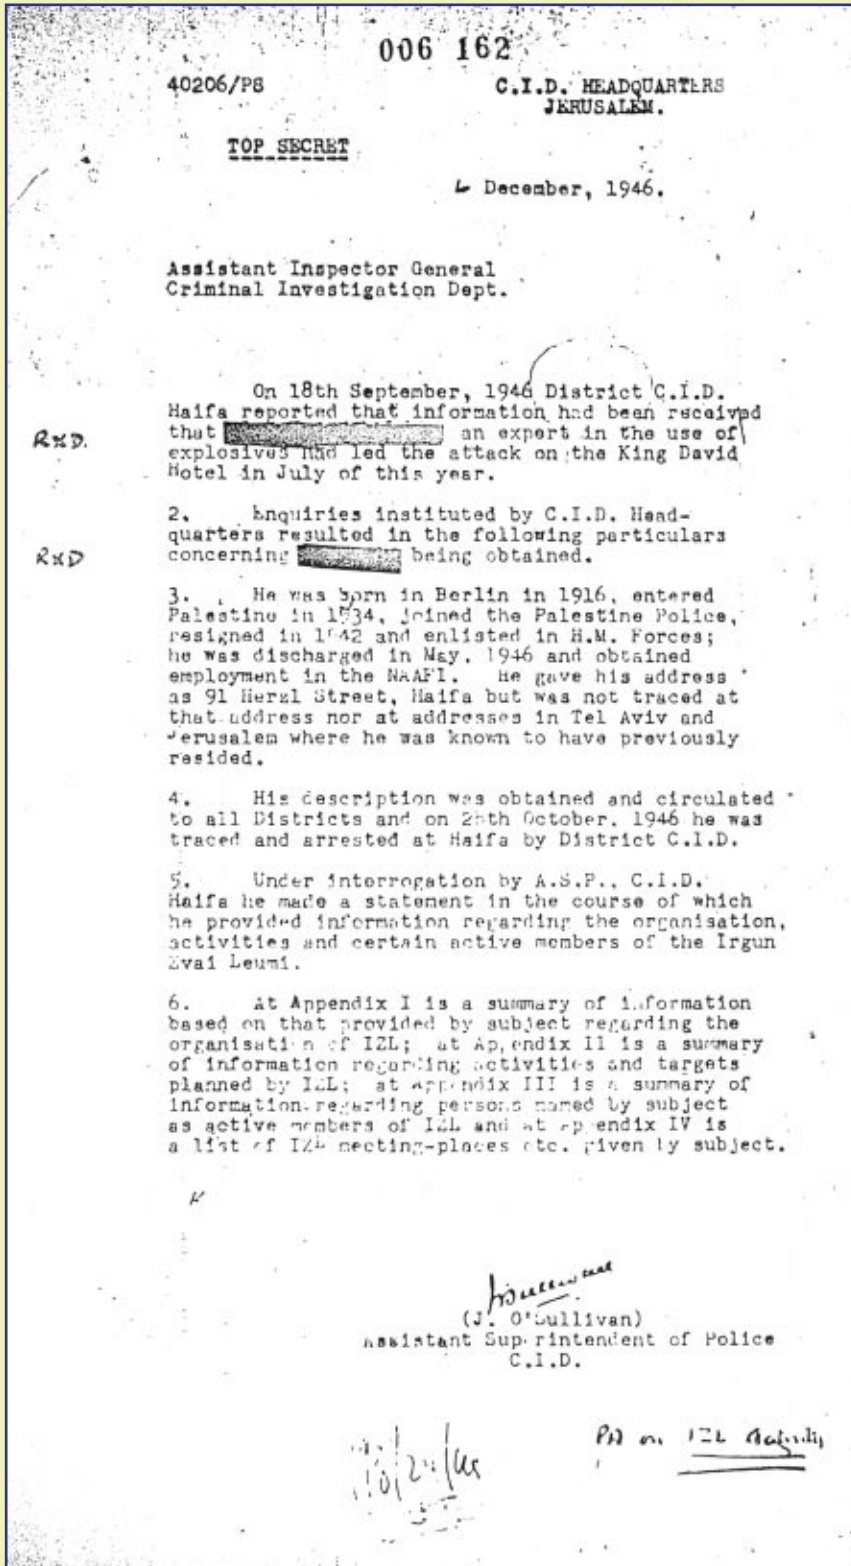 006 162
40206/PS
C.I.D. HEADQUARTERS
JERUSALEM.
TOP SECRET
December, 1946.
Assistant Inspector General
Criminal Investigation Dept.
On 18th September, 1946 District C.I.D.
Haifa reported that information had been received
RXD.
that an expert in the use of
explosives had led the attack on the King David
Hotel in July of this year.
2. Enquiries instituted by C.I.D. Head-
quarters resulted in the following particulars
RXD
concerning being obtained.
3. He was born in Berlin in 1916, entered
Palestine in 1934, joined the Palestine Police,
resigned in 1942 and enlisted in H.M. Forces;
he was discharged in May, 1946 and obtained
employment in the NAAFI. He gave his address
as 91 Herzl Street, Haifa but was not traced at
that address nor at addresses in Tel Aviv and
Jerusalem where he was known to have previously
resided.
4. His description was obtained and circulated
to all Districts and on October, 1946 he was
traced and arrested at Haifa by District C.I.D.
5. Under interrogation by A.S.P., C.I.D.
Haifa he made a statement in the course of which
he provided information regarding the organisation,
activities and certain active members of the Irgun
Zvai Leumi.
6. At Appendix I is a summary of information
based on that provided by subject regarding the
organisation of IZL; at Appendix II is a summary
of information regarding activities and targets
planned by IZL; at Appendix III is a summary of
information regarding persons named by subject
as active members of IZL and at Appendix IV is
a list of IZL meeting-places etc. given by subject.
(J. O'Sullivan)
Assistant Superintendent of Police
C.I.D.
PA on IZL